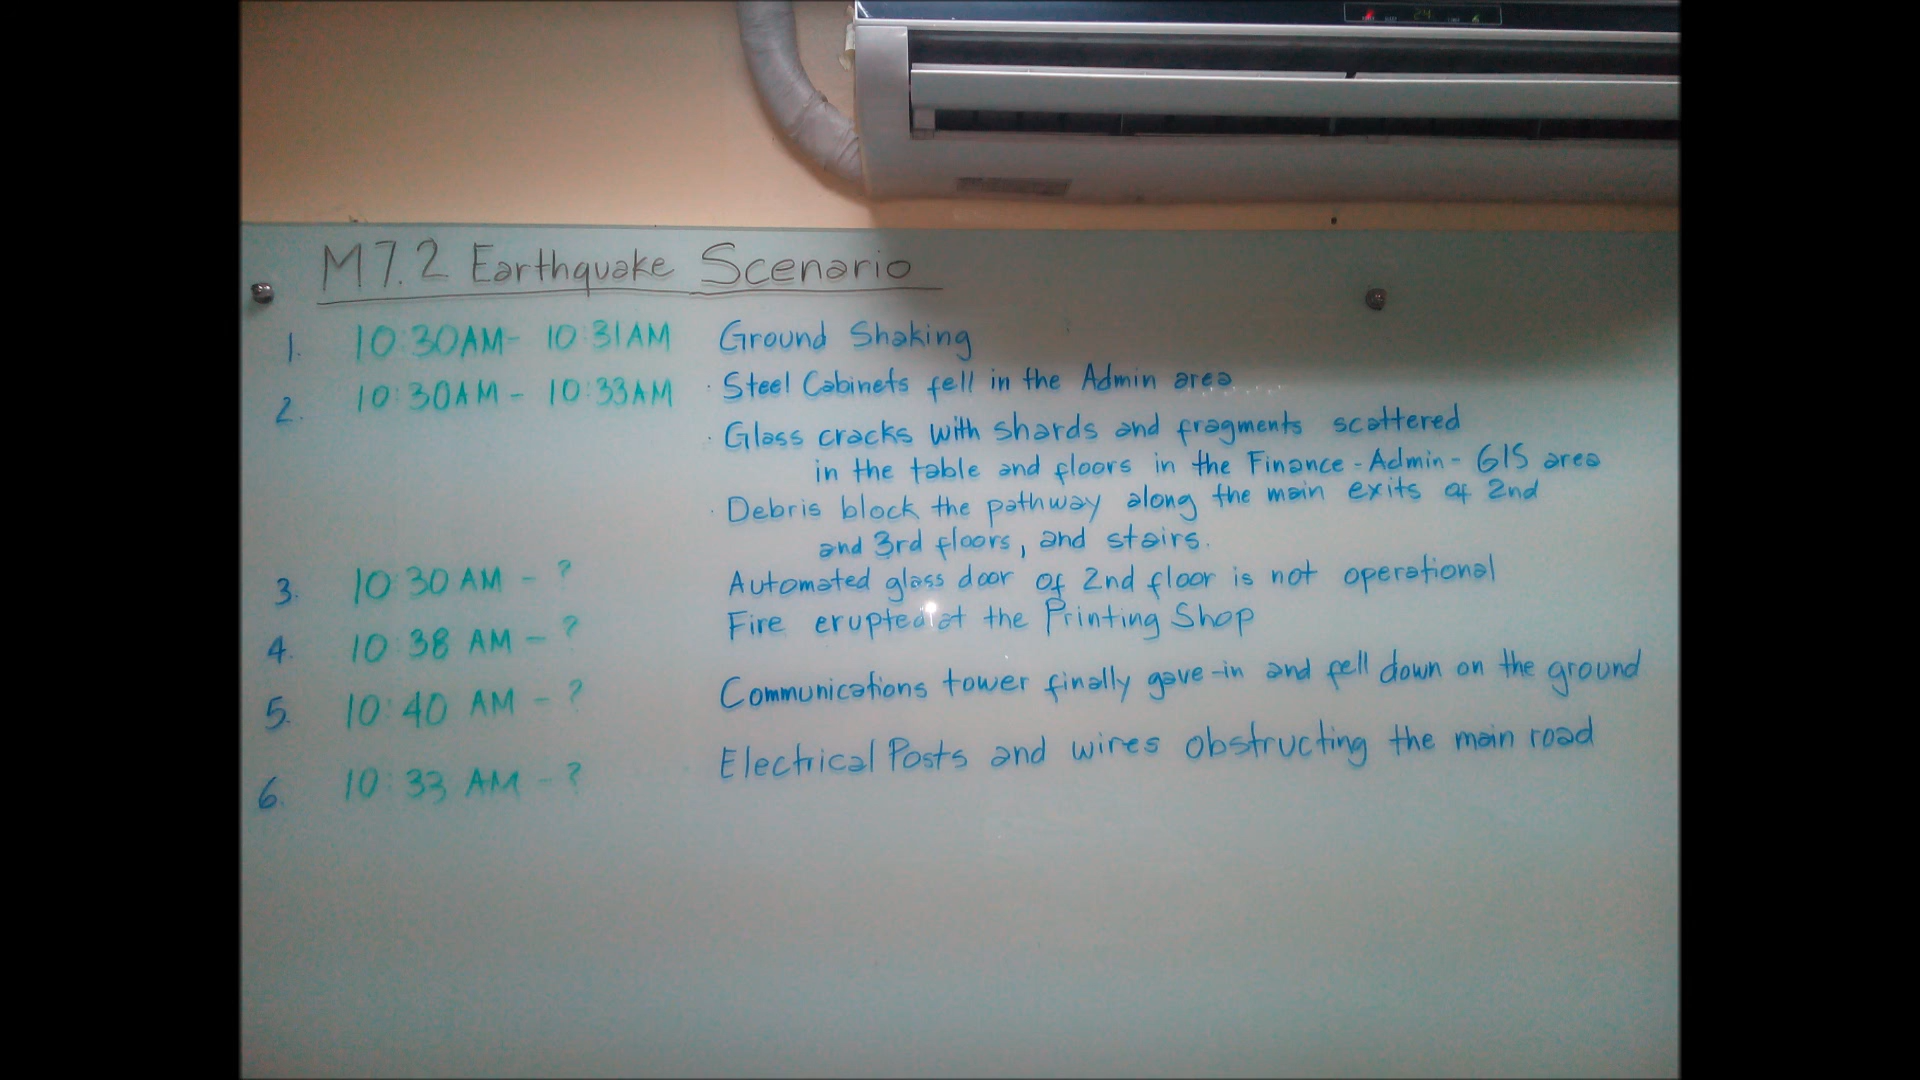 M7.2 Earthquake Scenario
1. 10:30AM- 10:31AM Ground Shaking
2. 10:30AM - 10:33AM · Steel Cabinets fell in the Admin area
· Glass cracks with shards and fragments scattered
in the table and floors in the Finance-Admin-GIS area
· Debris block the pathway along the main exits of 2nd
and 3rd floors, and stairs.
3. 10:30 AM - ? Automated glass door of 2nd floor is not operational
4. 10:38 AM - ? Fire erupted at the Printing Shop
5. 10:40 AM - ? Communications tower finally gave-in and fell down on the ground
6. 10:33 AM - ? Electrical Posts and wires obstructing the main road